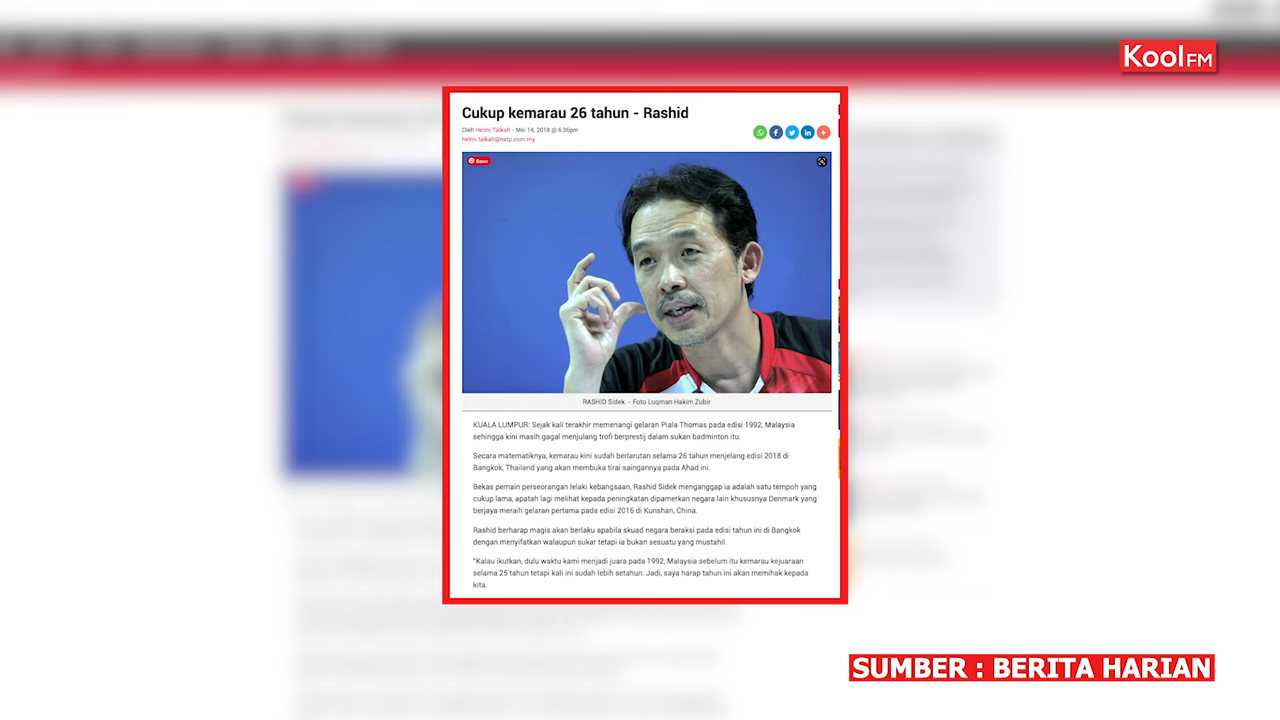 Kool FM
Cukup kemarau 26 tahun - Rashid
Oleh Helmi Talkah - Mei 14, 2018 @ 6:36pm
helmi.talkah@nstp.com.my
Save
RASHID Sidek. - Foto Luqman Hakim Zubir
KUALA LUMPUR: Sejak kali terakhir memenangi gelaran Piala Thomas pada edisi 1992, Malaysia
sehingga kini masih gagal menjulang trofi berprestij dalam sukan badminton itu.
Secara matematiknya, kemarau kini sudah berlarutan selama 26 tahun menjelang edisi 2018 di
Bangkok, Thailand yang akan membuka tirai saingannya pada Ahad ini.
Bekas pemain perseorangan lelaki kebangsaan, Rashid Sidek menganggap ia adalah satu tempoh yang
cukup lama, apatah lagi melihat kepada peningkatan dipamerkan negara lain khususnya Denmark yang
berjaya meraih gelaran pertama pada edisi 2016 di Kunshan, China.
Rashid berharap magis akan berlaku apabila skuad negara beraksi pada edisi tahun ini di Bangkok
dengan menyifatkan walaupun sukar tetapi ia bukan sesuatu yang mustahil.
"Kalau ikutkan, dulu waktu kami menjadi juara pada 1992, Malaysia sebelum itu kemarau kejuaraan
selama 25 tahun tetapi kali ini sudah lebih setahun. Jadi, saya harap tahun ini akan memihak kepada
kita.
SUMBER : BERITA HARIAN